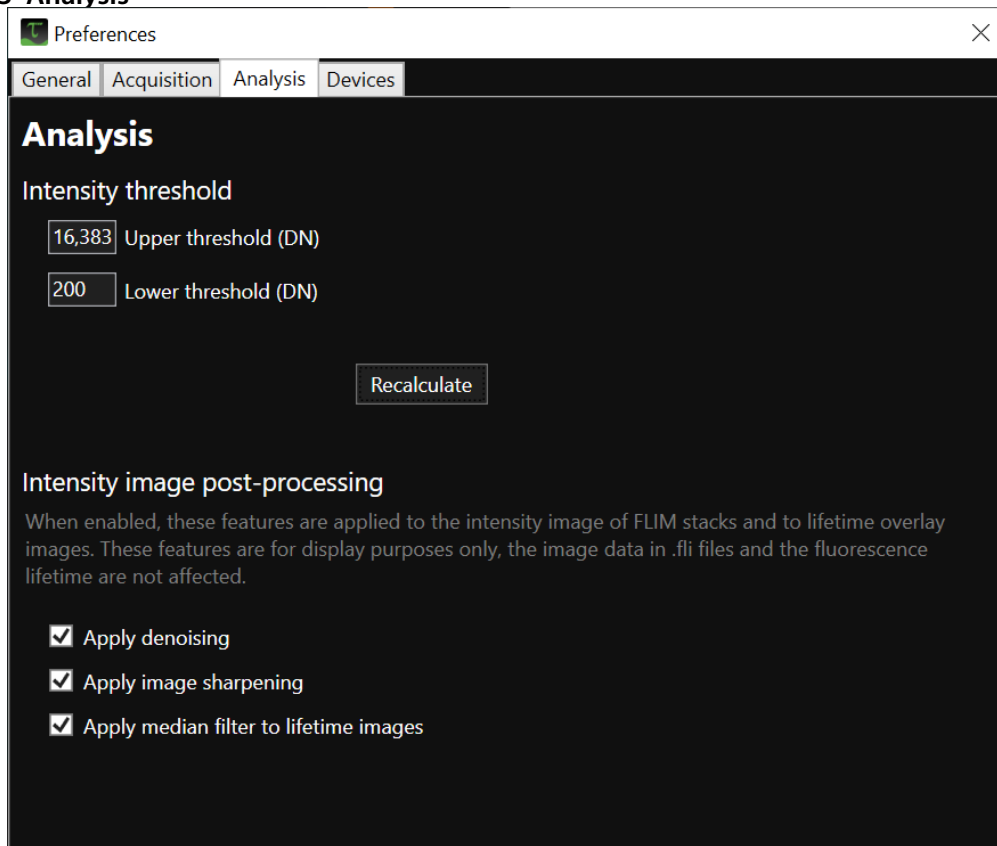 Analysis
τ Preferences
General Acquisition Analysis Devices
Analysis
Intensity threshold
16,383 Upper threshold (DN)
200 Lower threshold (DN)
Recalculate
Intensity image post-processing
When enabled, these features are applied to the intensity image of FLIM stacks and to lifetime overlay
images. These features are for display purposes only, the image data in .fli files and the fluorescence
lifetime are not affected.
Apply denoising
Apply image sharpening
Apply median filter to lifetime images